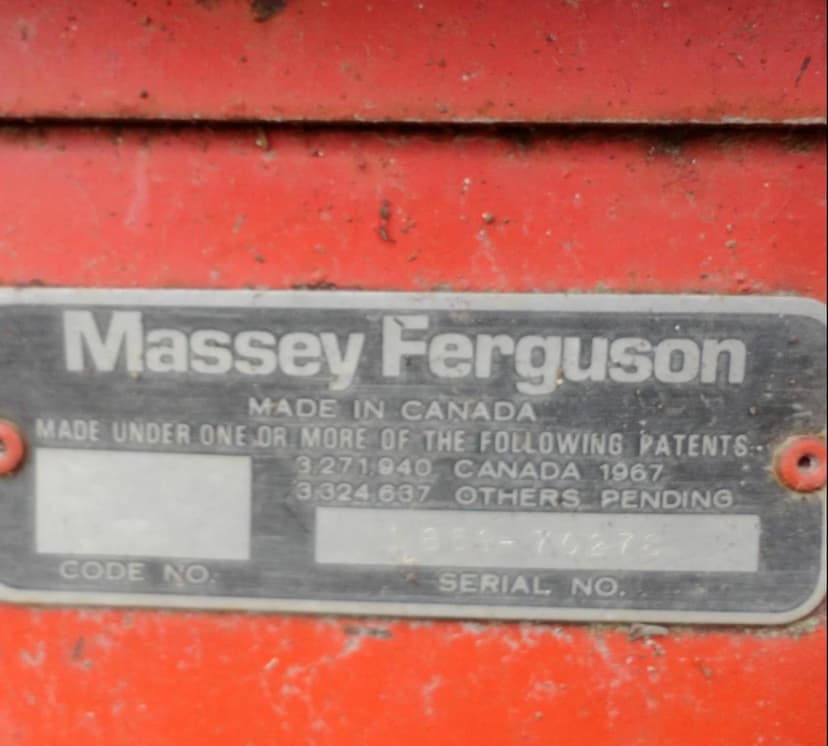 Massey Ferguson
MADE IN CANADA
MADE UNDER ONE OR MORE OF THE FOLLOWING PATENTS
3,271,940 CANADA 1967
3,324,637 OTHERS PENDING
CODE NO.
SERIAL NO.